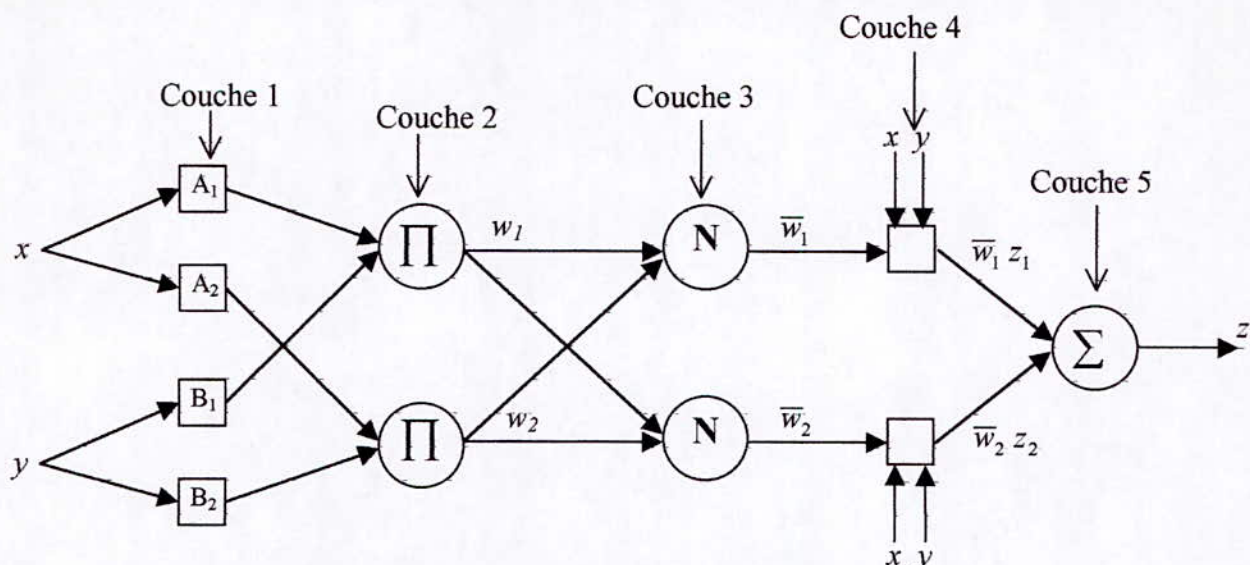 Couche 4
Couche 1
Couche 2
Couche 3
x y
Couche 5
A₁
x
∏
w₁
N
w̅₁
w̅₁ z₁
A₂
∑
z
B₁
y
∏
w₂
N
w̅₂
w̅₂ z₂
B₂
x y